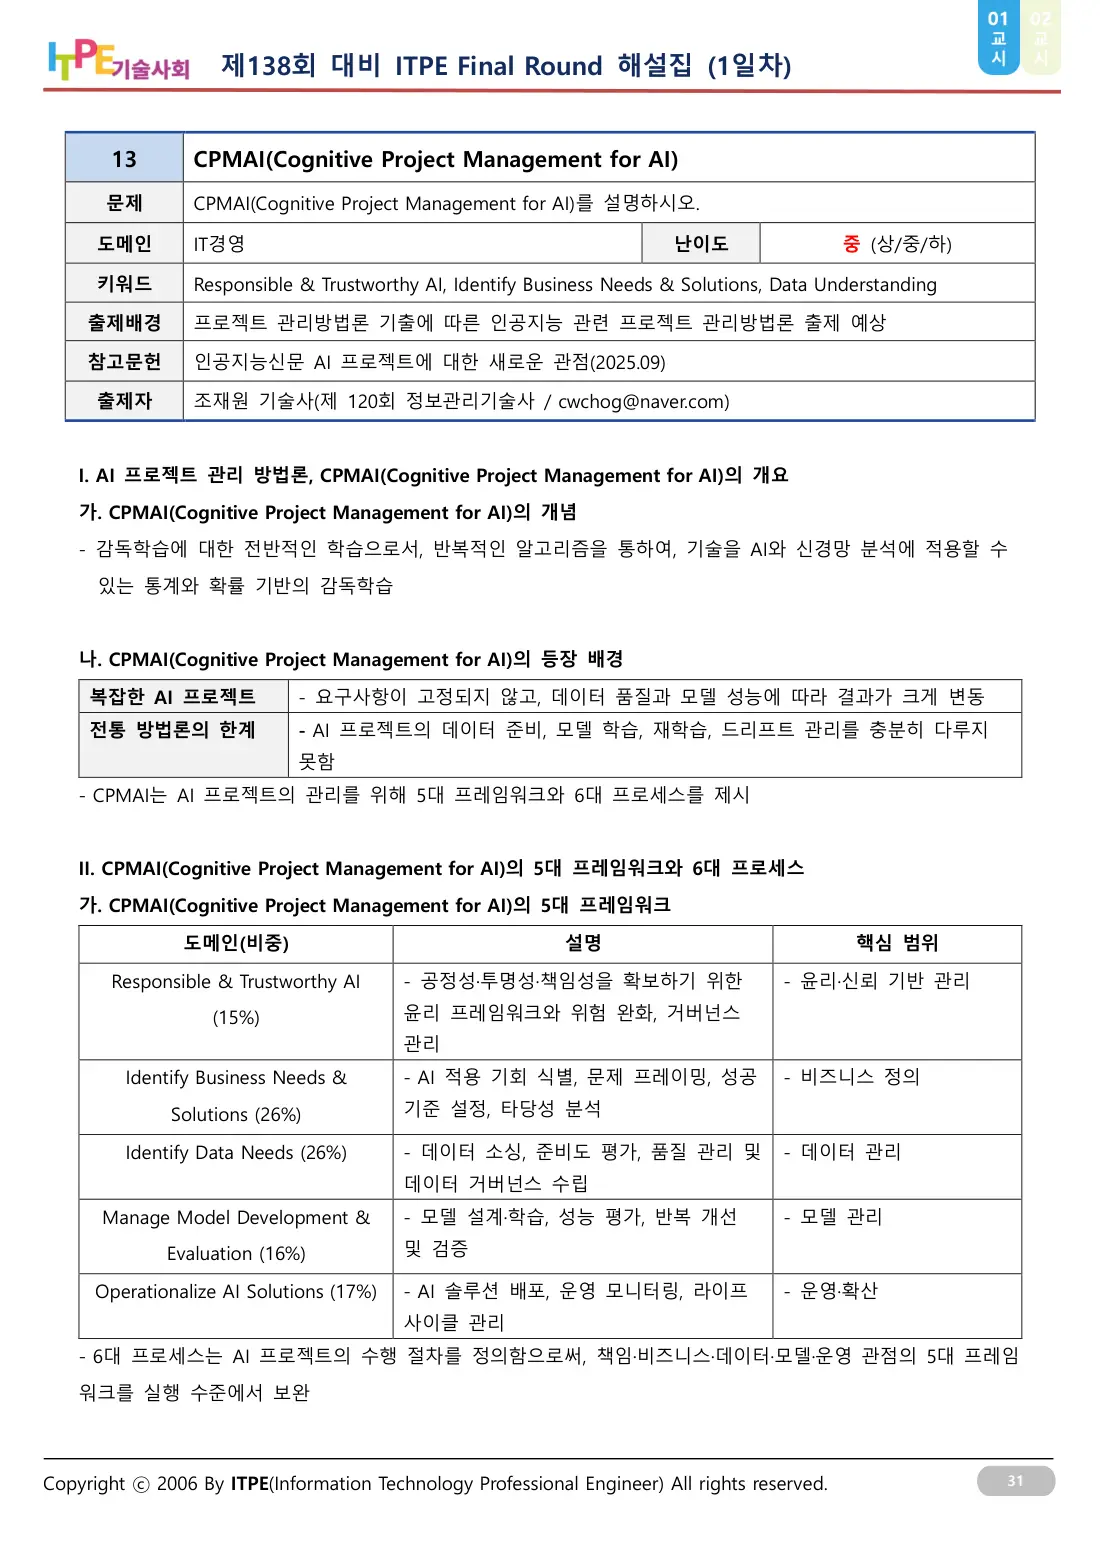 ITPE기술사회 제138회 대비 ITPE Final Round 해설집 (1일차)
01 교시
02 교시
13 CPMAI(Cognitive Project Management for AI)
문제 CPMAI(Cognitive Project Management for AI)를 설명하시오.
도메인 IT경영 난이도 중 (상/중/하)
키워드 Responsible & Trustworthy AI, Identify Business Needs & Solutions, Data Understanding
출제배경 프로젝트 관리방법론 기출에 따른 인공지능 관련 프로젝트 관리방법론 출제 예상
참고문헌 인공지능신문 AI 프로젝트에 대한 새로운 관점(2025.09)
출제자 조재원 기술사(제 120회 정보관리기술사 / cwchog@naver.com)
I. AI 프로젝트 관리 방법론, CPMAI(Cognitive Project Management for AI)의 개요
가. CPMAI(Cognitive Project Management for AI)의 개념
- 감독학습에 대한 전반적인 학습으로서, 반복적인 알고리즘을 통하여, 기술을 AI와 신경망 분석에 적용할 수
있는 통계와 확률 기반의 감독학습
나. CPMAI(Cognitive Project Management for AI)의 등장 배경
복잡한 AI 프로젝트 - 요구사항이 고정되지 않고, 데이터 품질과 모델 성능에 따라 결과가 크게 변동
전통 방법론의 한계 - AI 프로젝트의 데이터 준비, 모델 학습, 재학습, 드리프트 관리를 충분히 다루지
못함
- CPMAI는 AI 프로젝트의 관리를 위해 5대 프레임워크와 6대 프로세스를 제시
II. CPMAI(Cognitive Project Management for AI)의 5대 프레임워크와 6대 프로세스
가. CPMAI(Cognitive Project Management for AI)의 5대 프레임워크
도메인(비중) 설명 핵심 범위
Responsible & Trustworthy AI
(15%)
- 공정성·투명성·책임성을 확보하기 위한
윤리 프레임워크와 위험 완화, 거버넌스
관리
- 윤리·신뢰 기반 관리
Identify Business Needs &
Solutions (26%)
- AI 적용 기회 식별, 문제 프레이밍, 성공
기준 설정, 타당성 분석
- 비즈니스 정의
Identify Data Needs (26%)
- 데이터 소싱, 준비도 평가, 품질 관리 및
데이터 거버넌스 수립
- 데이터 관리
Manage Model Development &
Evaluation (16%)
- 모델 설계·학습, 성능 평가, 반복 개선
및 검증
- 모델 관리
Operationalize AI Solutions (17%)
- AI 솔루션 배포, 운영 모니터링, 라이프
사이클 관리
- 운영·확산
- 6대 프로세스는 AI 프로젝트의 수행 절차를 정의함으로써, 책임·비즈니스·데이터·모델·운영 관점의 5대 프레임
워크를 실행 수준에서 보완
Copyright ⓒ 2006 By ITPE(Information Technology Professional Engineer) All rights reserved.
31